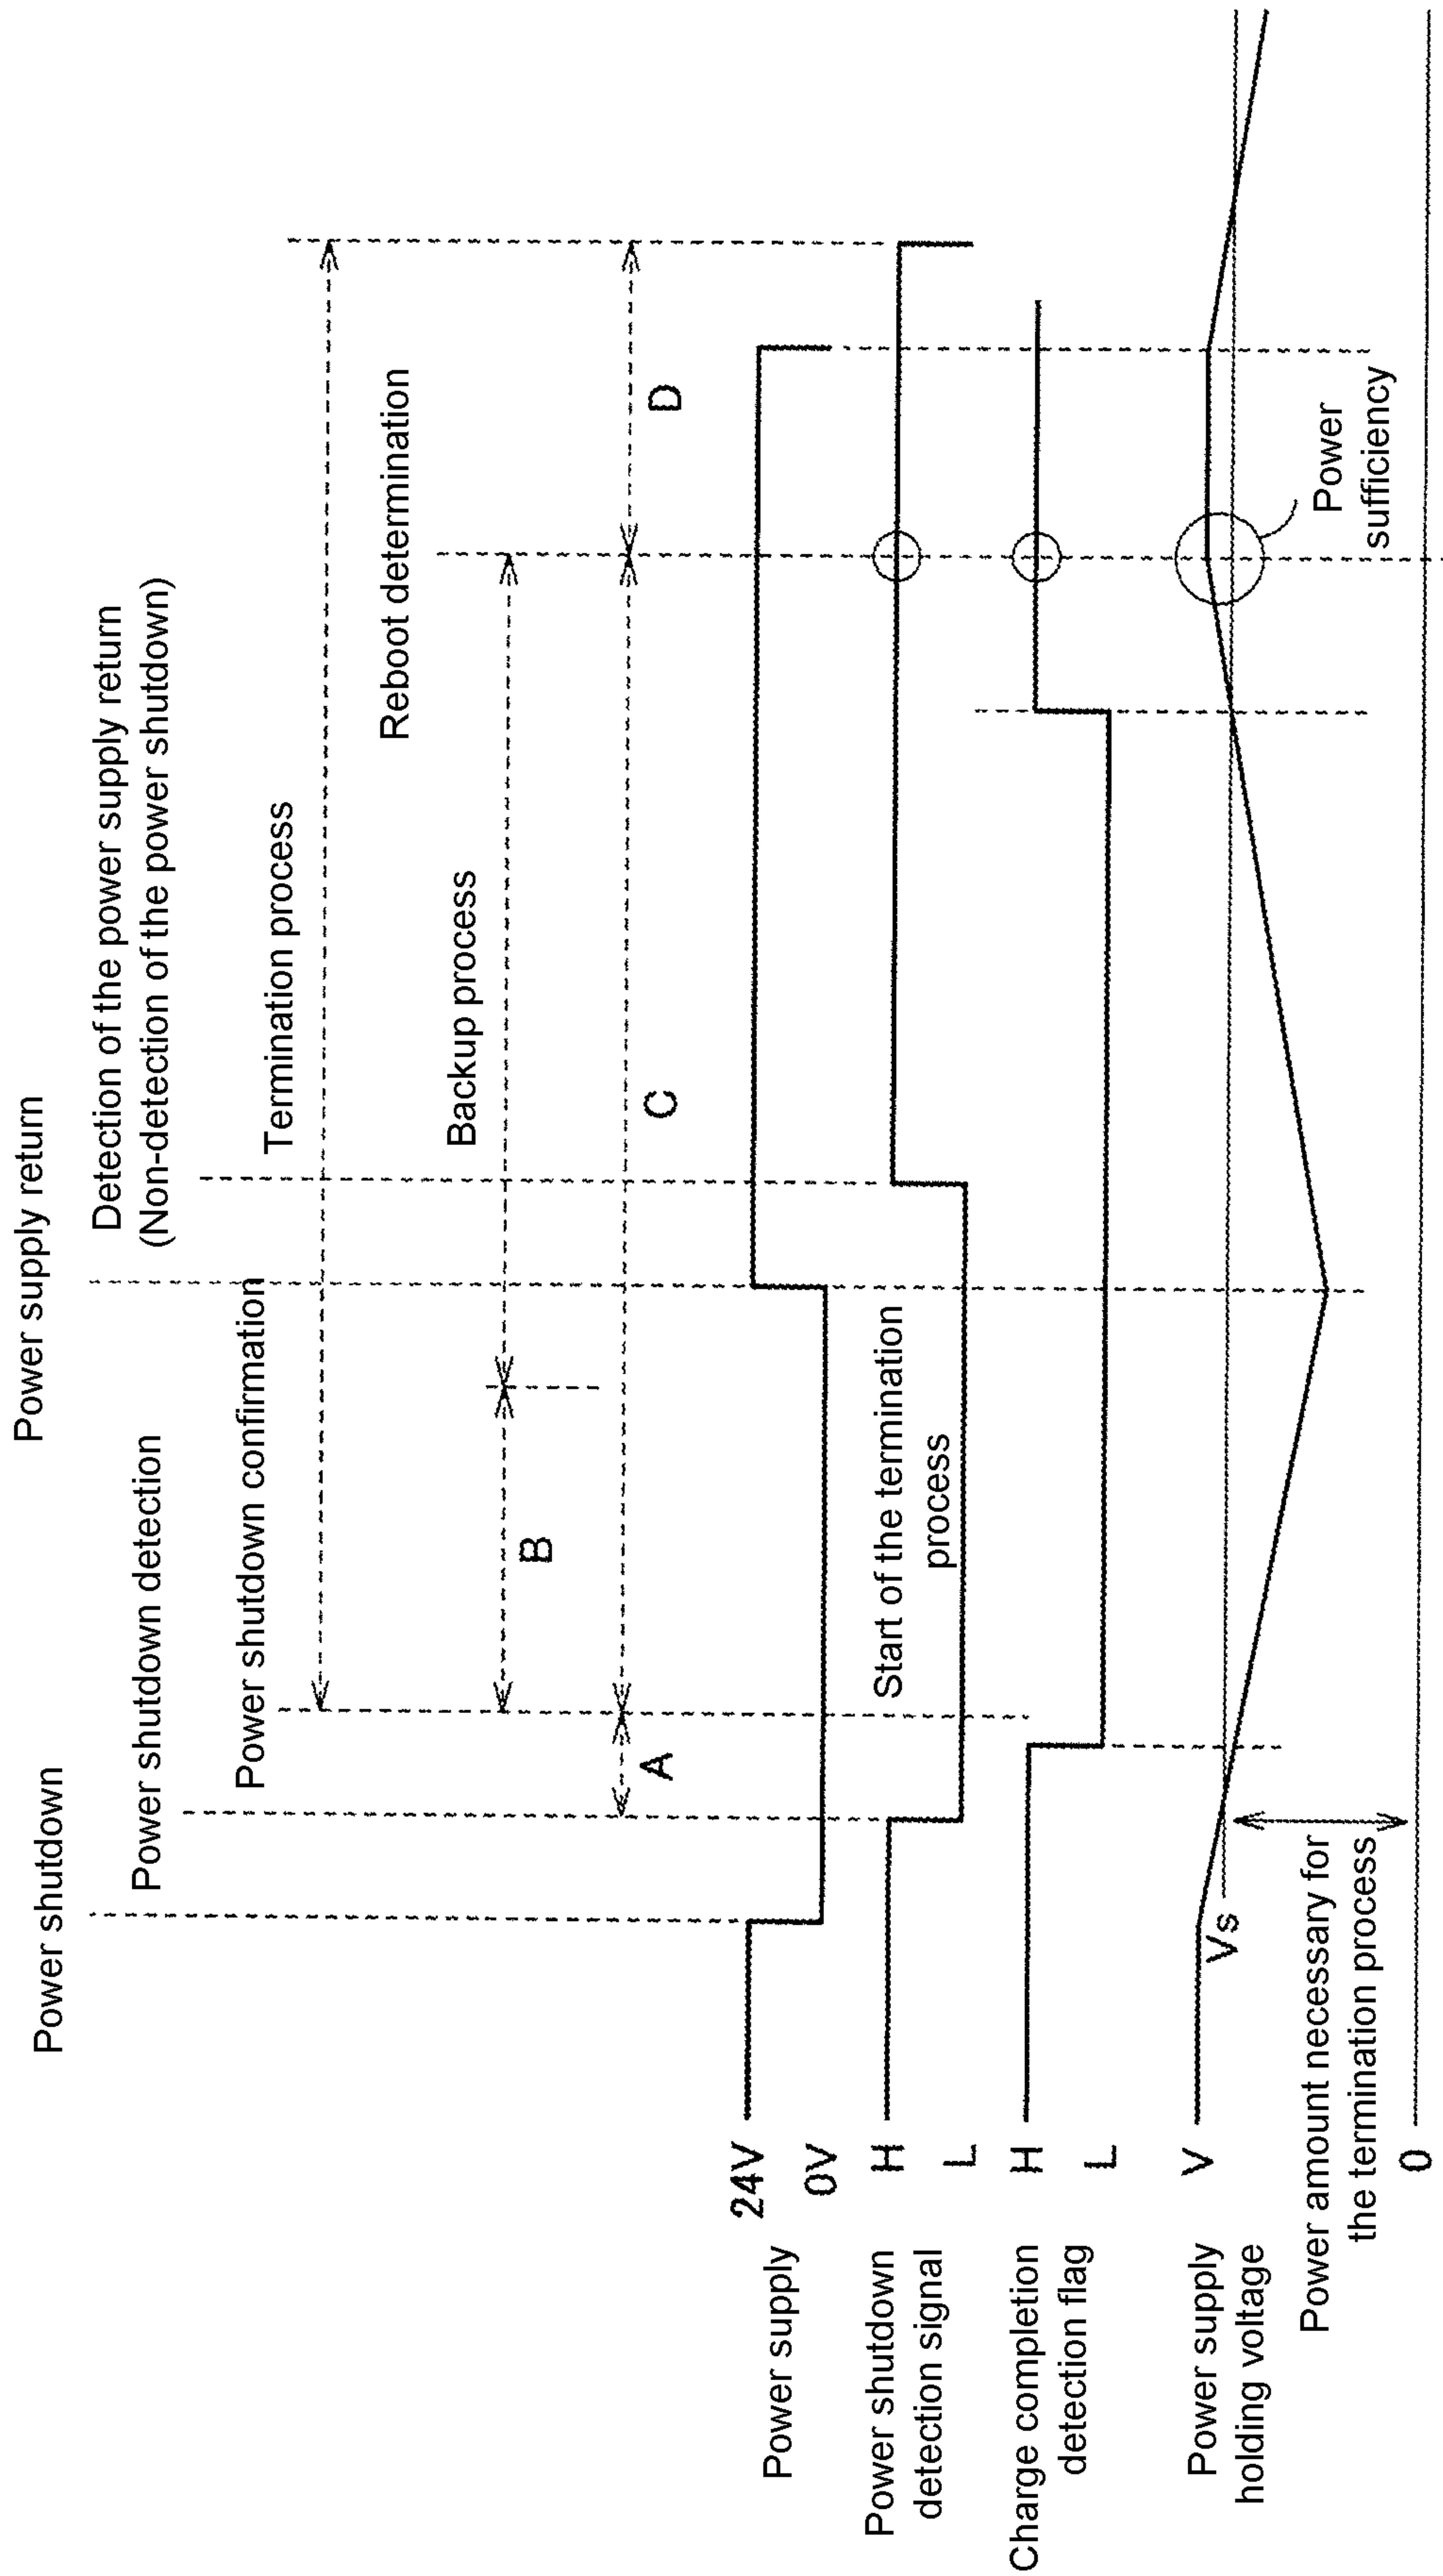 Power shutdown
Power supply return
Power shutdown detection
Detection of the power supply return
(Non-detection of the power shutdown)
Power shutdown confirmation
Termination process
Reboot determination
Backup process
B
A
C
D
Power supply
24V
0V
Power shutdown
detection signal
H
L
Start of the termination
process
Charge completion
detection flag
H
L
Power supply
holding voltage
V
Vs
Power
sufficiency
Power amount necessary for
the termination process
0